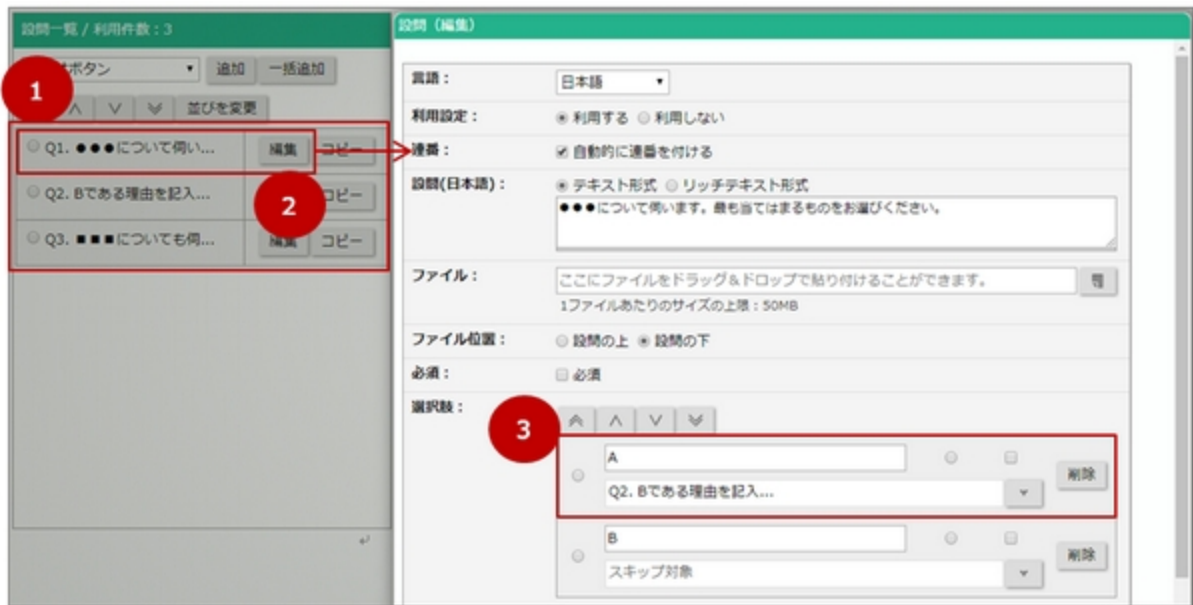 設問一覧 / 利用件数：3
ボタン 追加 一括追加
1
並びを変更
Q1. ●●●について伺い... 編集 コピー
Q2. Bである理由を記入... コピー
2
Q3. ■■■についても伺... 編集 コピー
設問（編集）
言語： 日本語
利用設定： 利用する 利用しない
連番： 自動的に連番を付ける
設問(日本語)： テキスト形式 リッチテキスト形式
●●●について伺います。最も当てはまるものをお選びください。
ファイル： ここにファイルをドラッグ＆ドロップで貼り付けることができます。
1ファイルあたりのサイズの上限：50MB
ファイル位置： 設問の上 設問の下
必須： 必須
選択肢：
3
A
削除
Q2. Bである理由を記入...
B
削除
スキップ対象